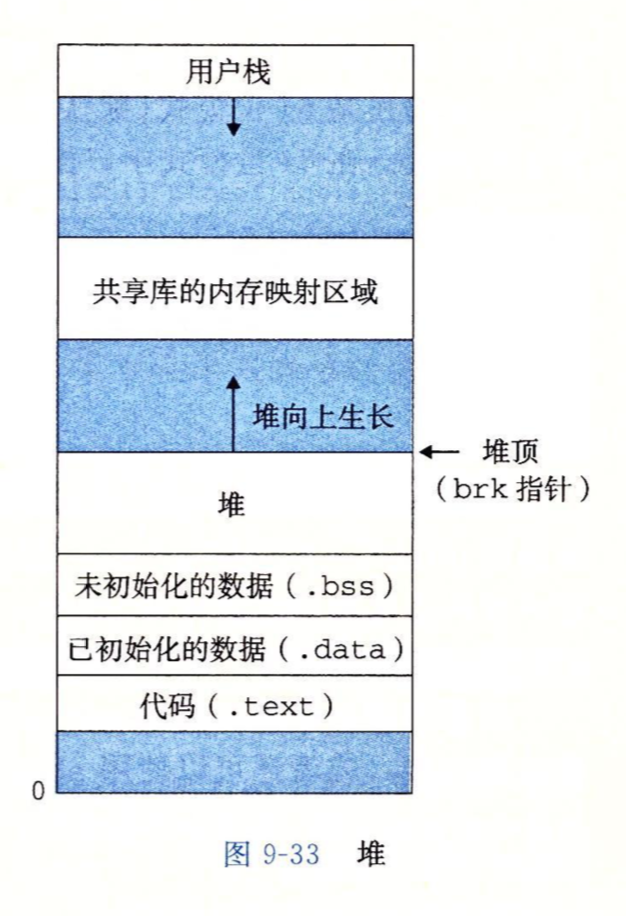 用户栈
共享库的内存映射区域
堆向上生长
堆顶
（brk 指针）
堆
未初始化的数据（.bss）
已初始化的数据（.data）
代码（.text）
0
图 9-33 堆